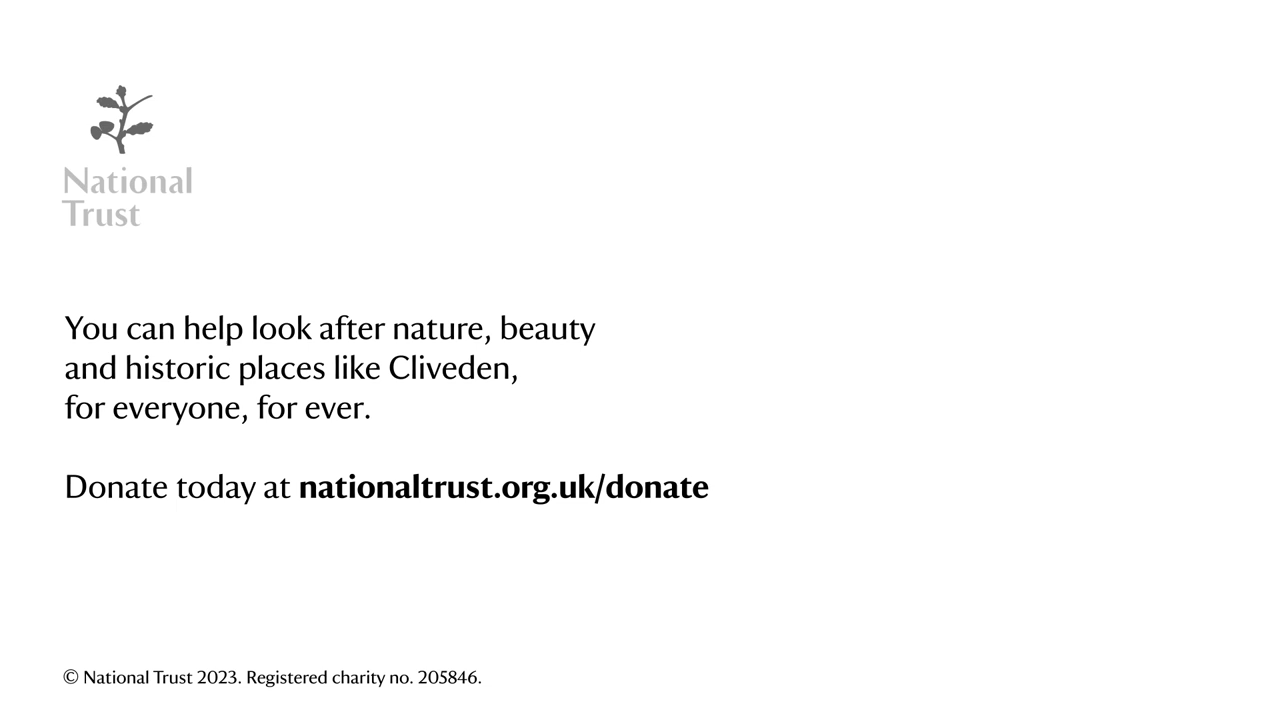 National
Trust
You can help look after nature, beauty
and historic places like Cliveden,
for everyone, for ever.
Donate today at nationaltrust.org.uk/donate
© National Trust 2023. Registered charity no. 205846.